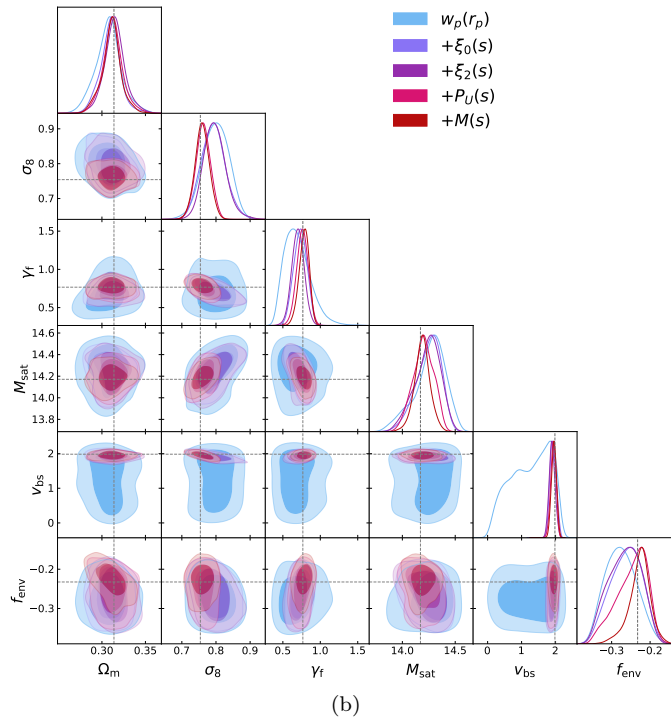 w_p(r_p)
+ξ_0(s)
+ξ_2(s)
+P_U(s)
+M(s)
0.9
0.8
0.7
σ_8
1.5
1.0
0.5
γ_f
14.6
14.4
14.2
14.0
13.8
M_sat
2
1
0
v_bs
−0.2
−0.3
f_env
0.30 0.35 0.7 0.8 0.9 0.5 1.0 1.5 14.0 14.5 0 1 2 −0.3 −0.2
Ω_m σ_8 γ_f M_sat v_bs f_env
(b)